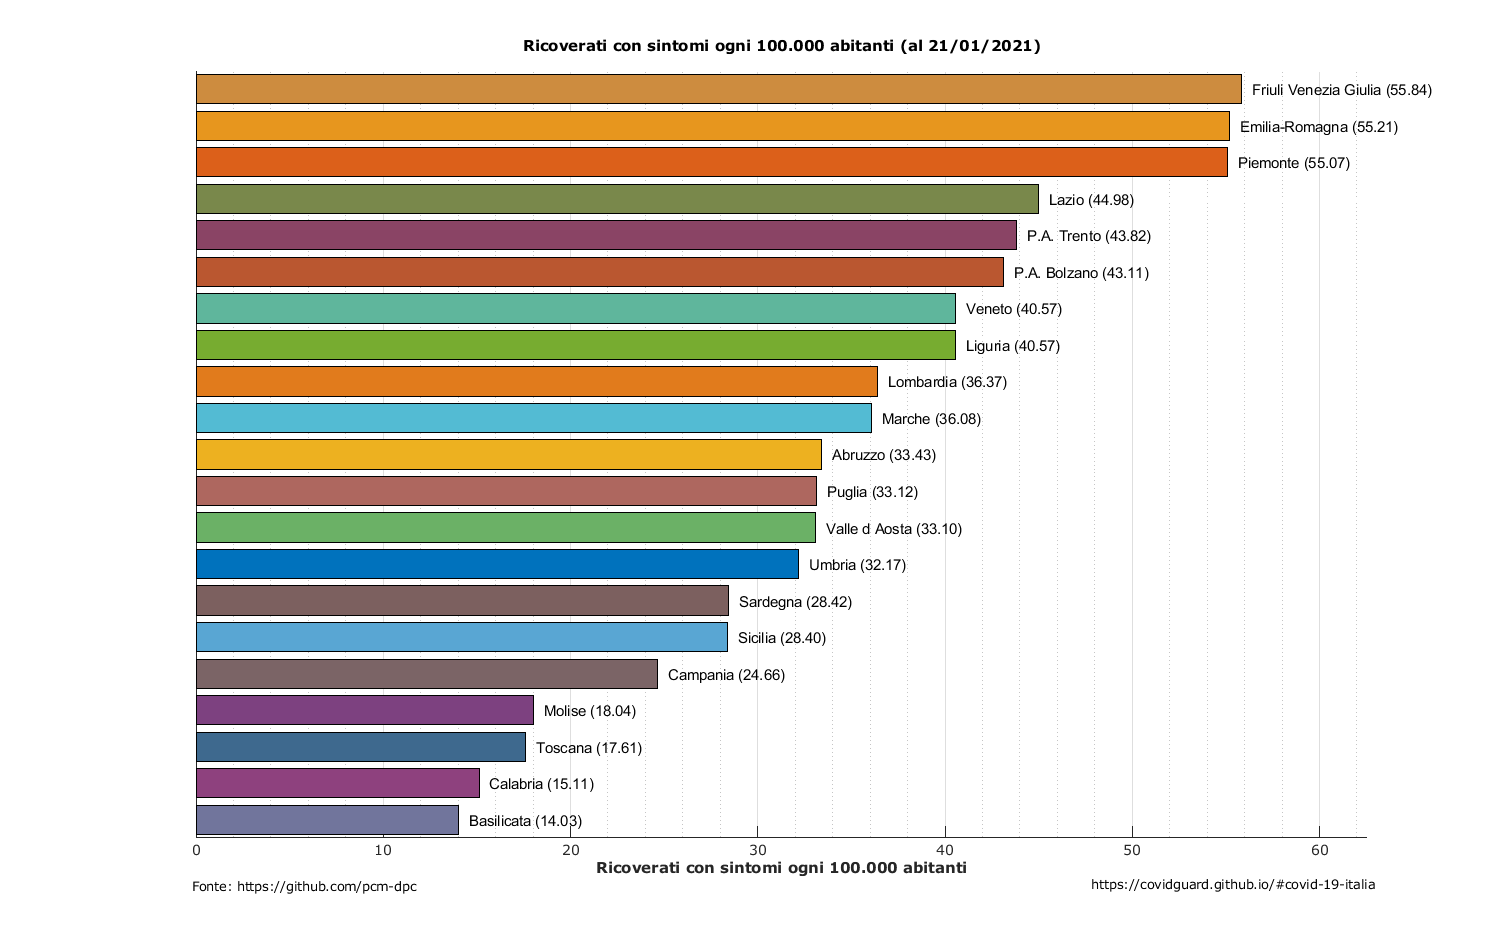 Ricoverati con sintomi ogni 100.000 abitanti (al 21/01/2021)
Friuli Venezia Giulia (55.84)
Emilia-Romagna (55.21)
Piemonte (55.07)
Lazio (44.98)
P.A. Trento (43.82)
P.A. Bolzano (43.11)
Veneto (40.57)
Liguria (40.57)
Lombardia (36.37)
Marche (36.08)
Abruzzo (33.43)
Puglia (33.12)
Valle d Aosta (33.10)
Umbria (32.17)
Sardegna (28.42)
Sicilia (28.40)
Campania (24.66)
Molise (18.04)
Toscana (17.61)
Calabria (15.11)
Basilicata (14.03)
0 10 20 30 40 50 60
Ricoverati con sintomi ogni 100.000 abitanti
Fonte: https://github.com/pcm-dpc
https://covidguard.github.io/#covid-19-italia